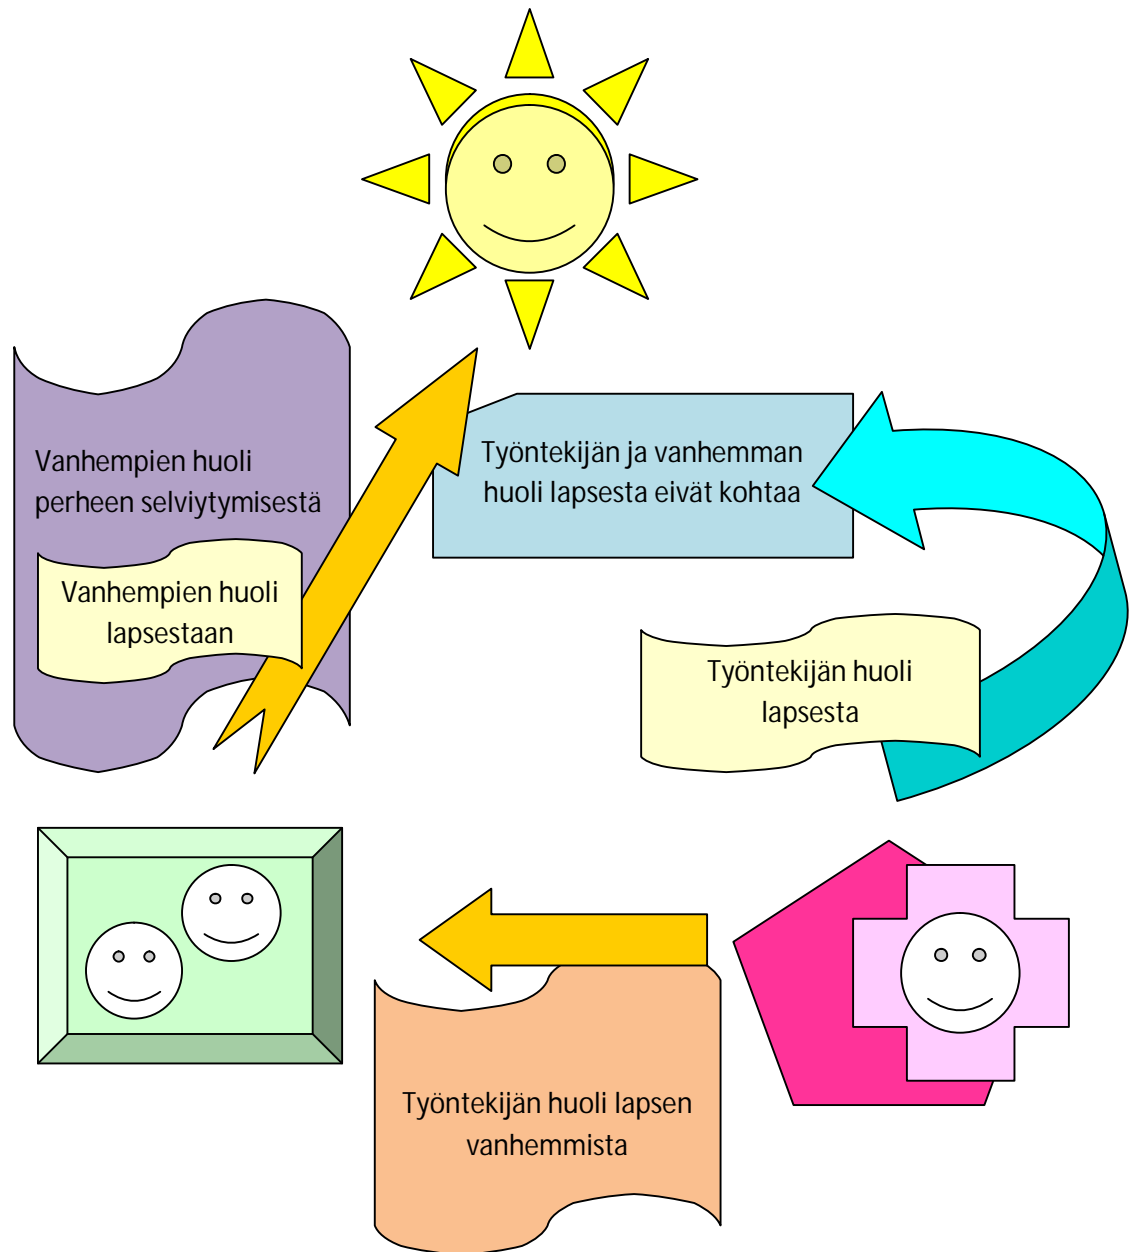 Vanhempien huoli
perheen selviytymisestä
Vanhempien huoli
lapsestaan
Työntekijän ja vanhemman
huoli lapsesta eivät kohtaa
Työntekijän huoli
lapsesta
Työntekijän huoli lapsen
vanhemmista